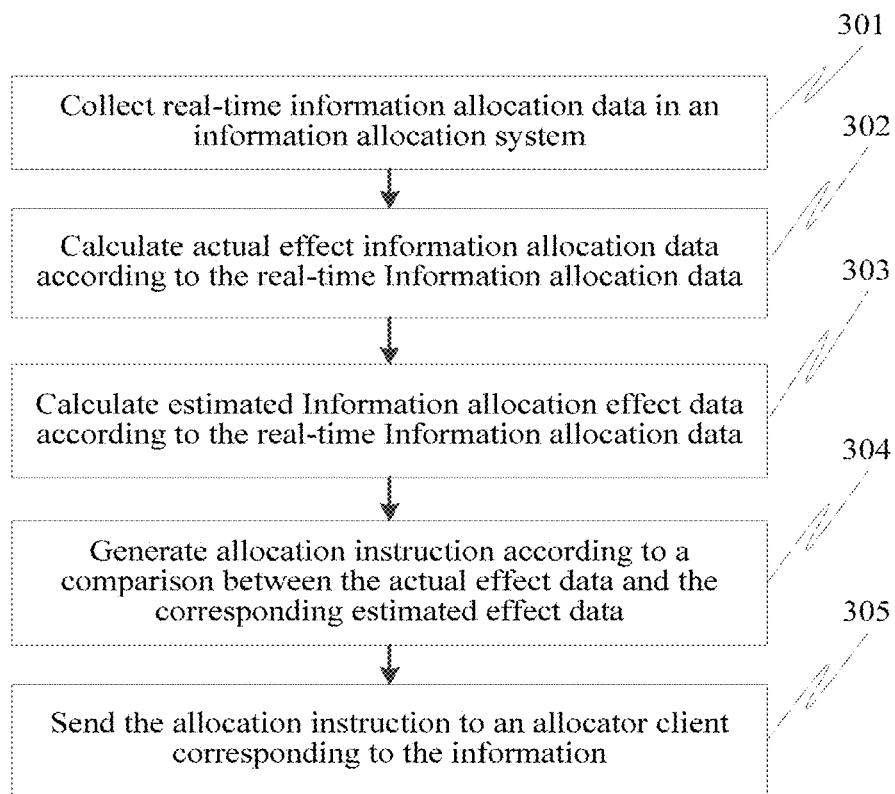 301
Collect real-time information allocation data in an
information allocation system
302
Calculate actual effect information allocation data
according to the real-time Information allocation data
303
Calculate estimated Information allocation effect data
according to the real-time Information allocation data
304
Generate allocation instruction according to a
comparison between the actual effect data and the
corresponding estimated effect data
305
Send the allocation instruction to an allocator client
corresponding to the information